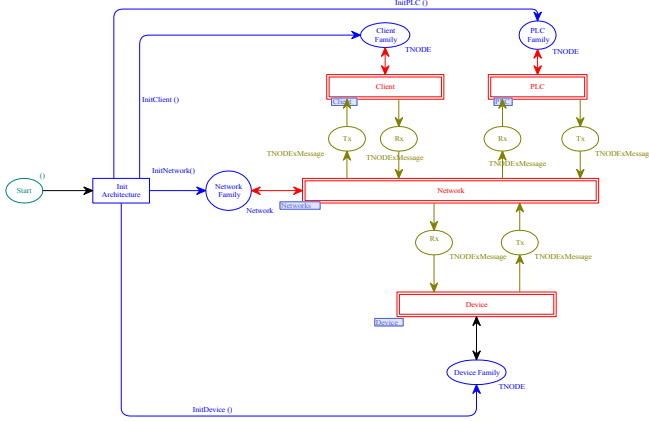 InitPLC ()
Client
Family
TNODE
PLC
Family
TNODE
Client
Client
PLC
PLC
InitClient ()
Tx
Rx
Rx
Tx
TNODExMessage
TNODExMessage
TNODExMessage
TNODExMessage
InitNetwork()
()
Start
Init
Architecture
Network
Family
Network
Network
Networks
Rx
Tx
TNODExMessage
TNODExMessage
Device
Device
Device Family
TNODE
InitDevice ()